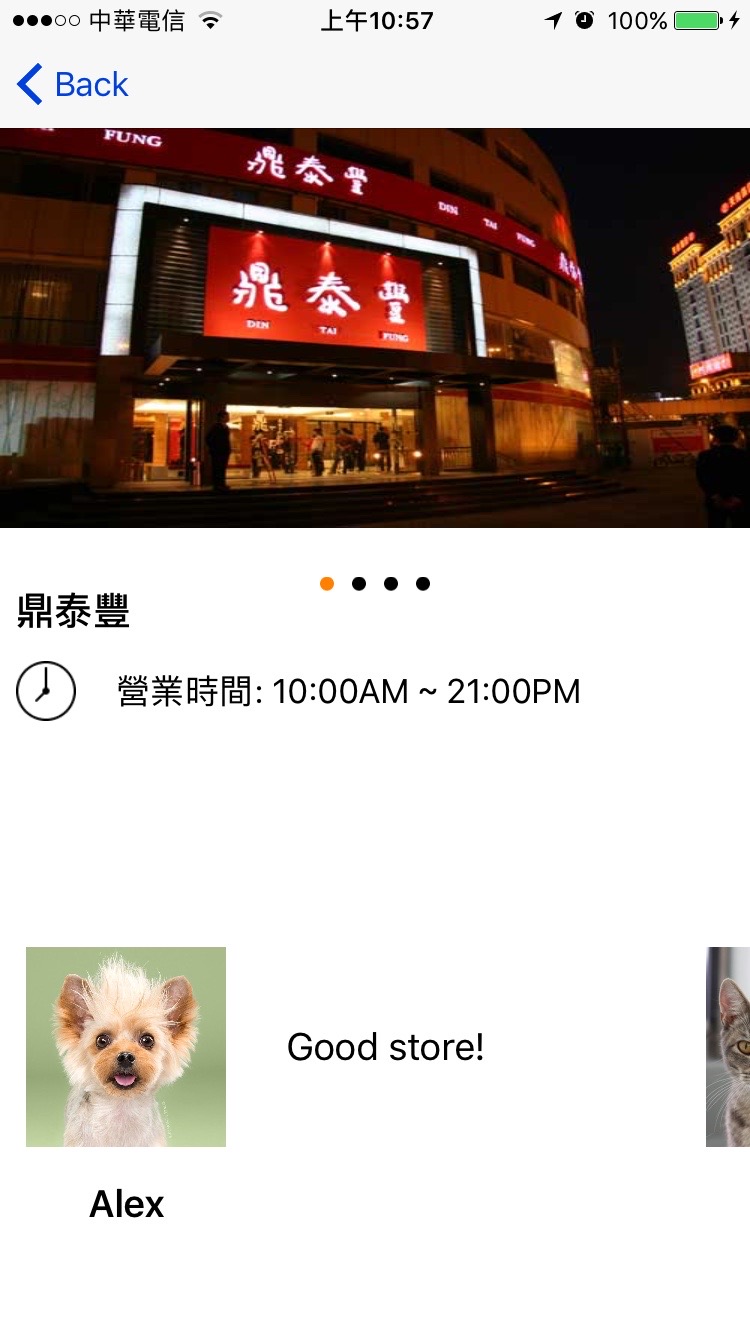 中華電信 上午10:57 100%
Back
FUNG
鼎泰豐
DIN TAI FUNG
鼎泰豐
DIN TAI FUNG
鼎泰豐
營業時間: 10:00AM ~ 21:00PM
Good store!
Alex